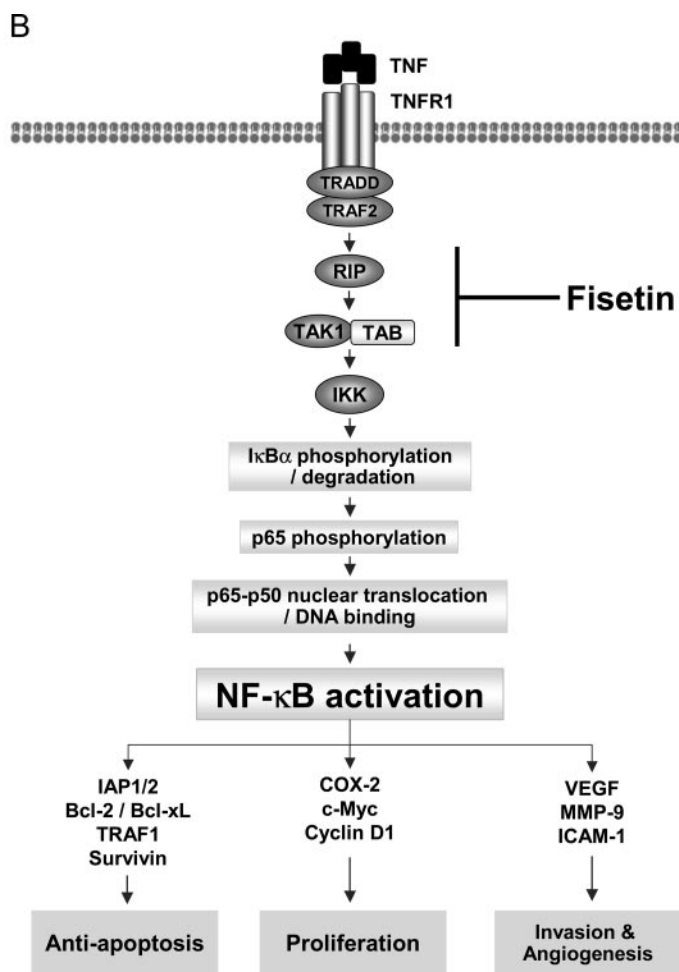 B
TNF
TNFR1
TRADD
TRAF2
RIP
Fisetin
TAK1 TAB
IKK
IκBα phosphorylation
/ degradation
p65 phosphorylation
p65-p50 nuclear translocation
/ DNA binding
NF-κB activation
IAP1/2
Bcl-2 / Bcl-xL
TRAF1
Survivin
COX-2
c-Myc
Cyclin D1
VEGF
MMP-9
ICAM-1
Anti-apoptosis
Proliferation
Invasion &
Angiogenesis